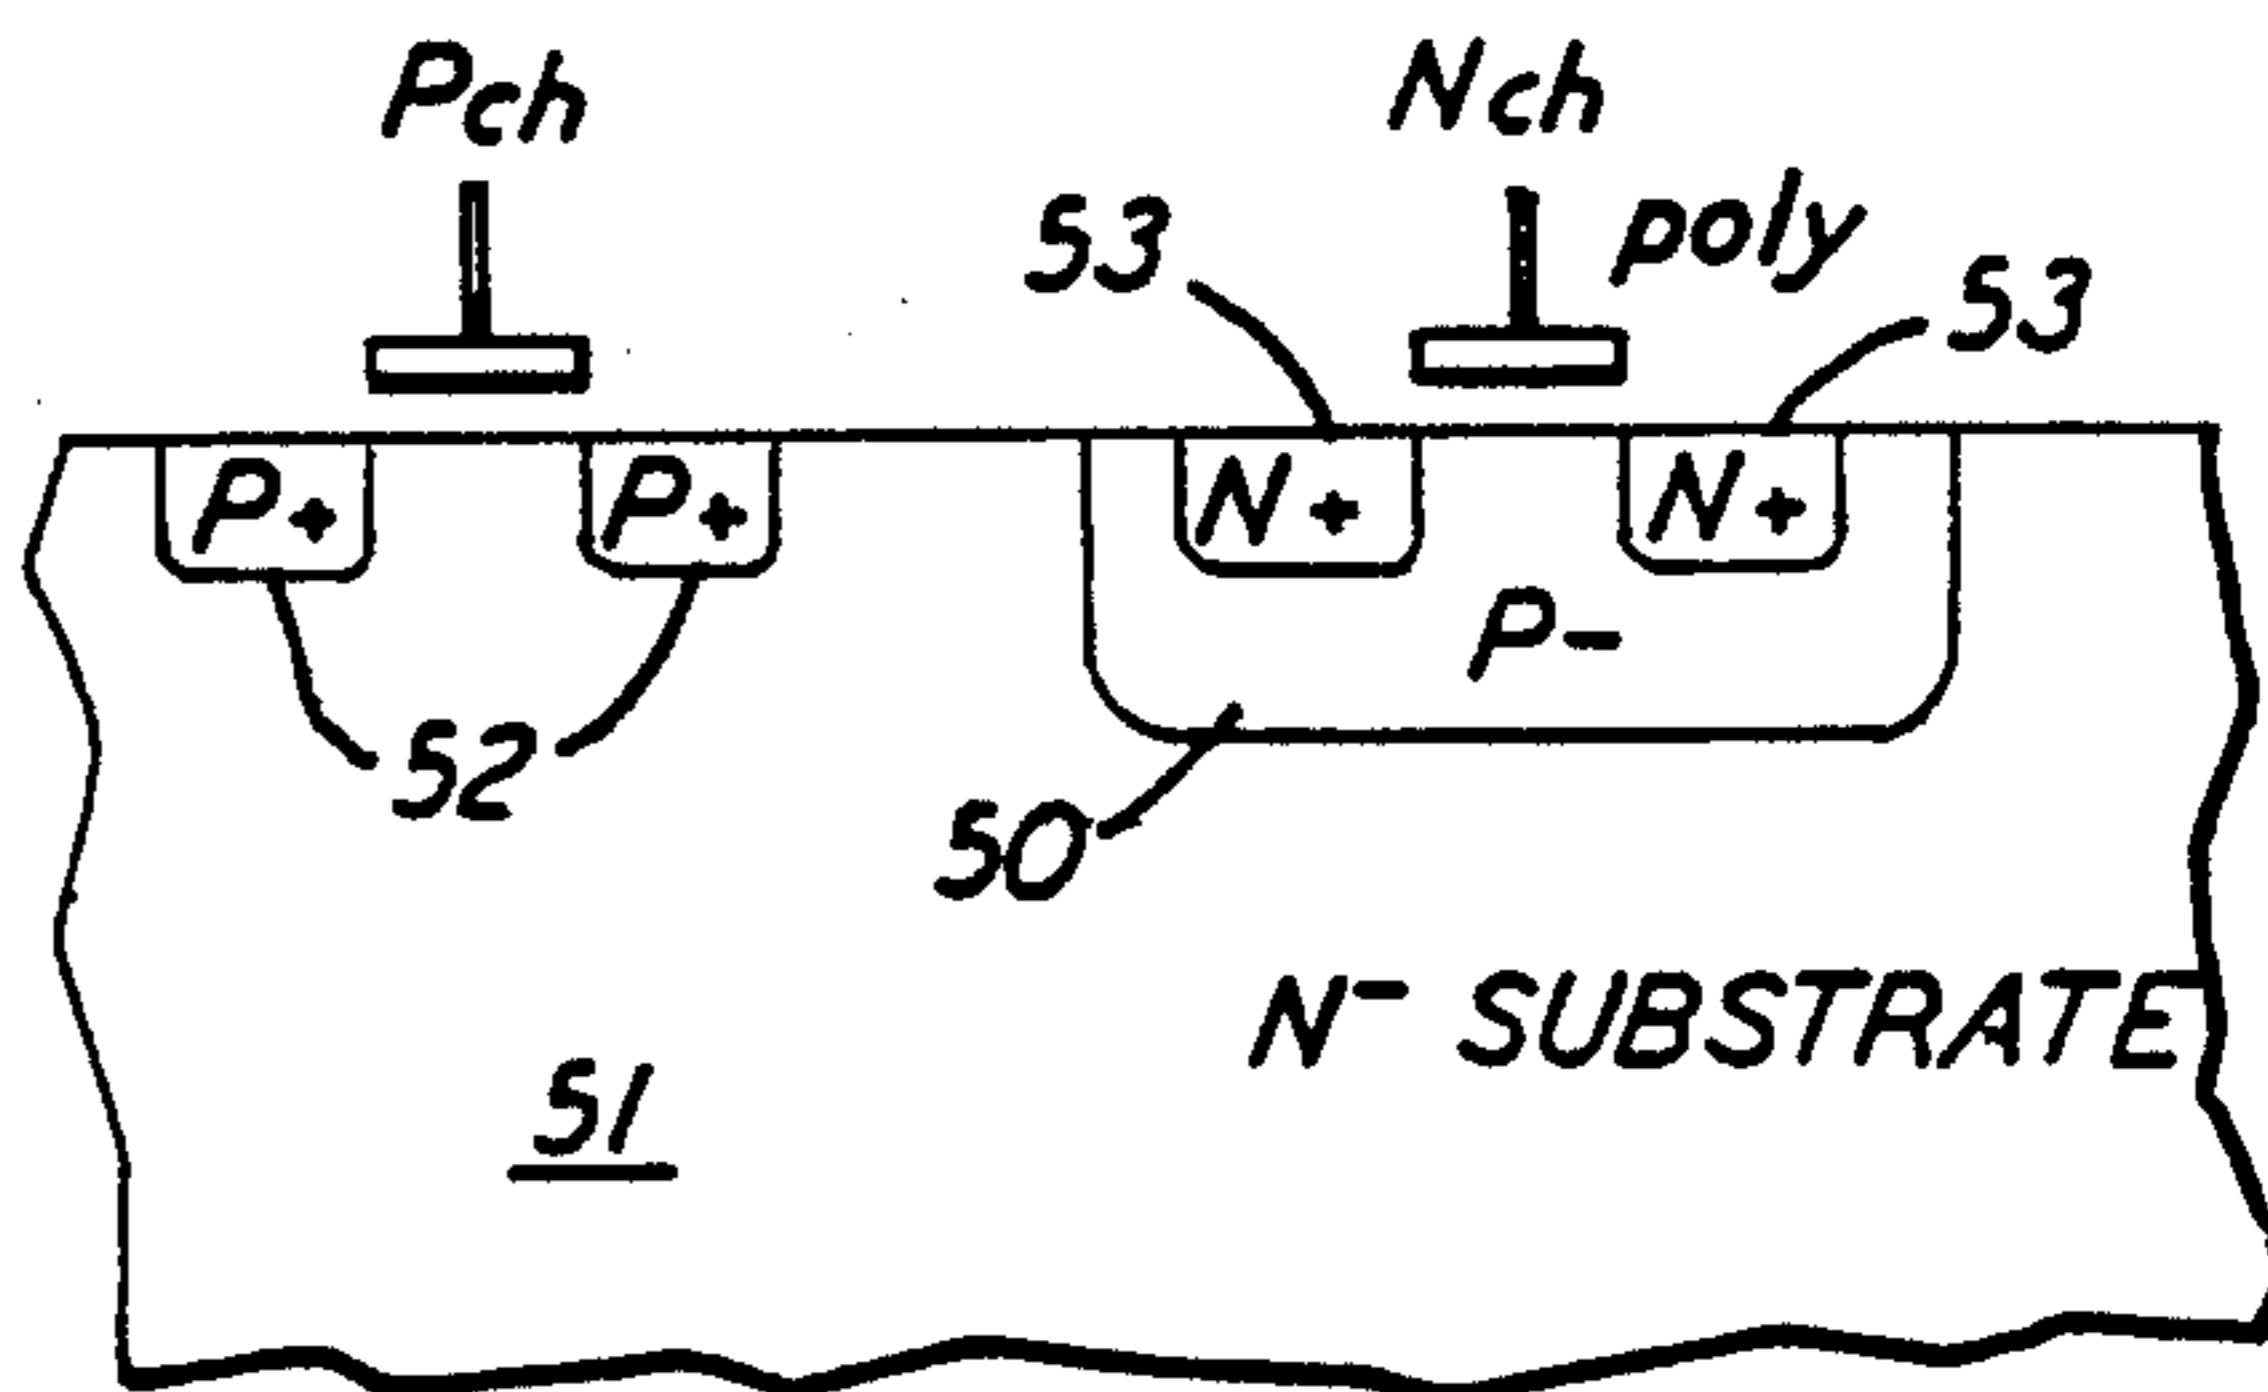 Pch
Nch
53
poly
53
P+
P+
N+
N+
P-
52
50
N- SUBSTRATE
51